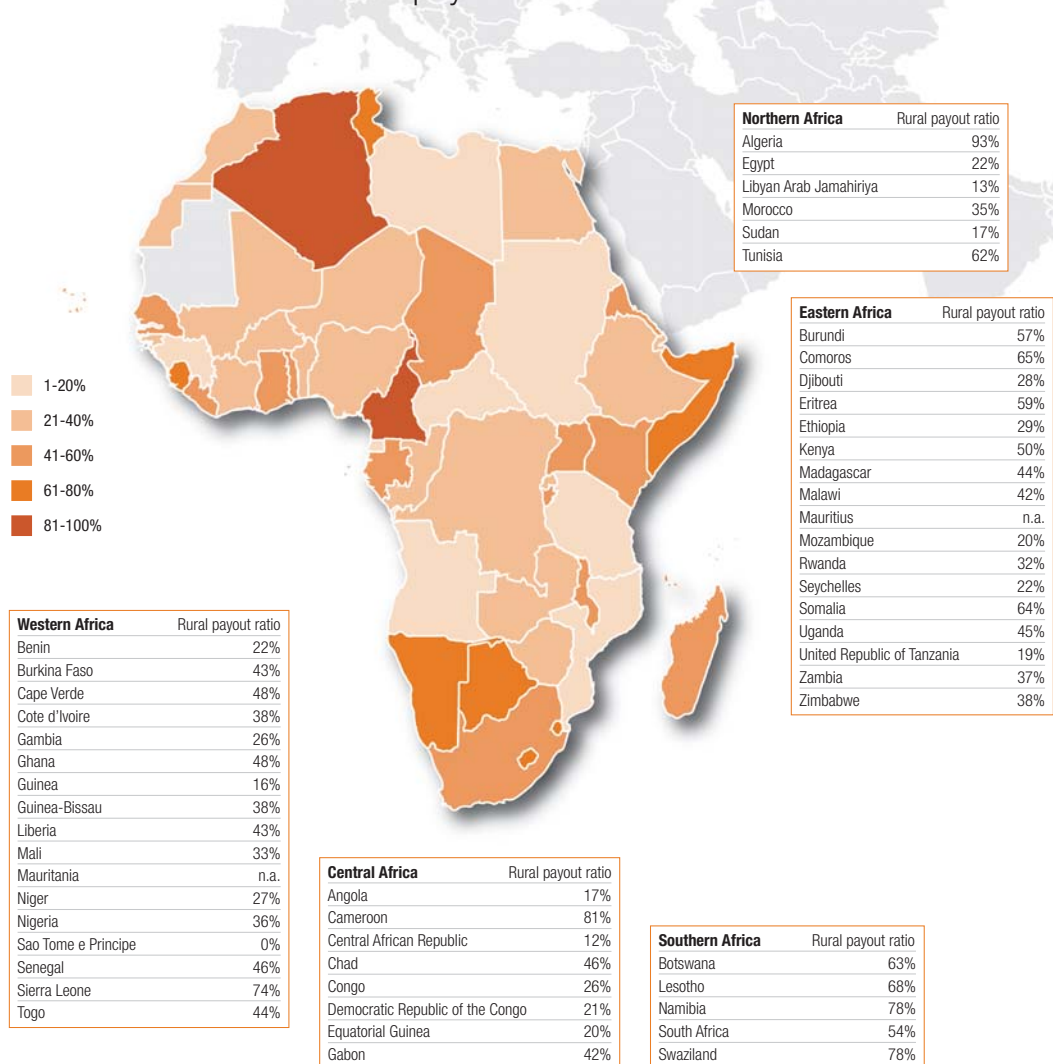 Northern Africa Rural payout ratio
Algeria 93%
Egypt 22%
Libyan Arab Jamahiriya 13%
Morocco 35%
Sudan 17%
Tunisia 62%
Eastern Africa Rural payout ratio
Burundi 57%
Comoros 65%
Djibouti 28%
Eritrea 59%
Ethiopia 29%
Kenya 50%
Madagascar 44%
Malawi 42%
Mauritius n.a.
Mozambique 20%
Rwanda 32%
Seychelles 22%
Somalia 64%
Uganda 45%
United Republic of Tanzania 19%
Zambia 37%
Zimbabwe 38%
1-20%
21-40%
41-60%
61-80%
81-100%
Western Africa Rural payout ratio
Benin 22%
Burkina Faso 43%
Cape Verde 48%
Cote d'Ivoire 38%
Gambia 26%
Ghana 48%
Guinea 16%
Guinea-Bissau 38%
Liberia 43%
Mali 33%
Mauritania n.a.
Niger 27%
Nigeria 36%
Sao Tome e Principe 0%
Senegal 46%
Sierra Leone 74%
Togo 44%
Central Africa Rural payout ratio
Angola 17%
Cameroon 81%
Central African Republic 12%
Chad 46%
Congo 26%
Democratic Republic of the Congo 21%
Equatorial Guinea 20%
Gabon 42%
Southern Africa Rural payout ratio
Botswana 63%
Lesotho 68%
Namibia 78%
South Africa 54%
Swaziland 78%